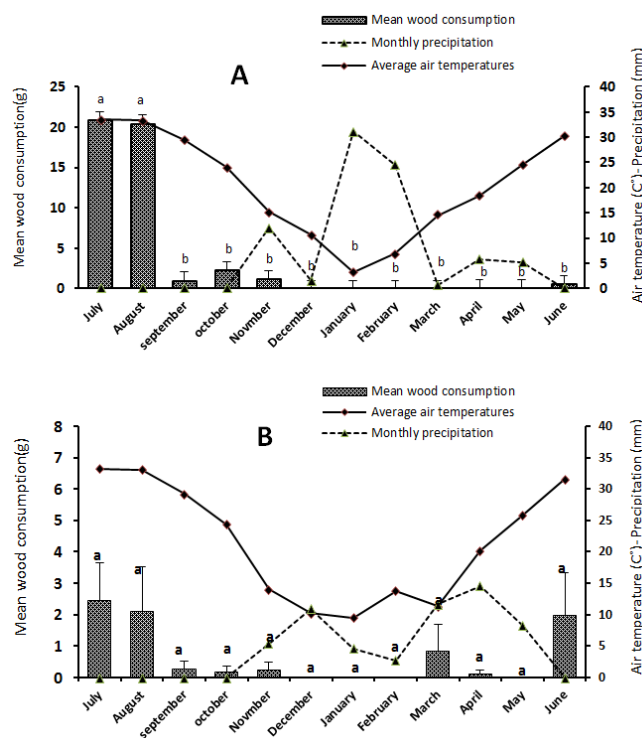 Mean wood consumption
Monthly precipitation
Average air temperatures
A
Mean wood consumption(g)
25
20
15
10
5
0
a a b b b b b b b b b b
40
35
30
25
20
15
10
5
0
Air temperature (C°)- Precipitation (mm)
July August september october Novmber December January February March April May June
Mean wood consumption
Average air temperatures
Monthly precipitation
B
Mean wood consumption(g)
8
7
6
5
4
3
2
1
0
a a a a a a a a a a a a
40
35
30
25
20
15
10
5
0
Air temperature (C°)- Precipitation (mm)
July August september october Novmber December January February March April May June